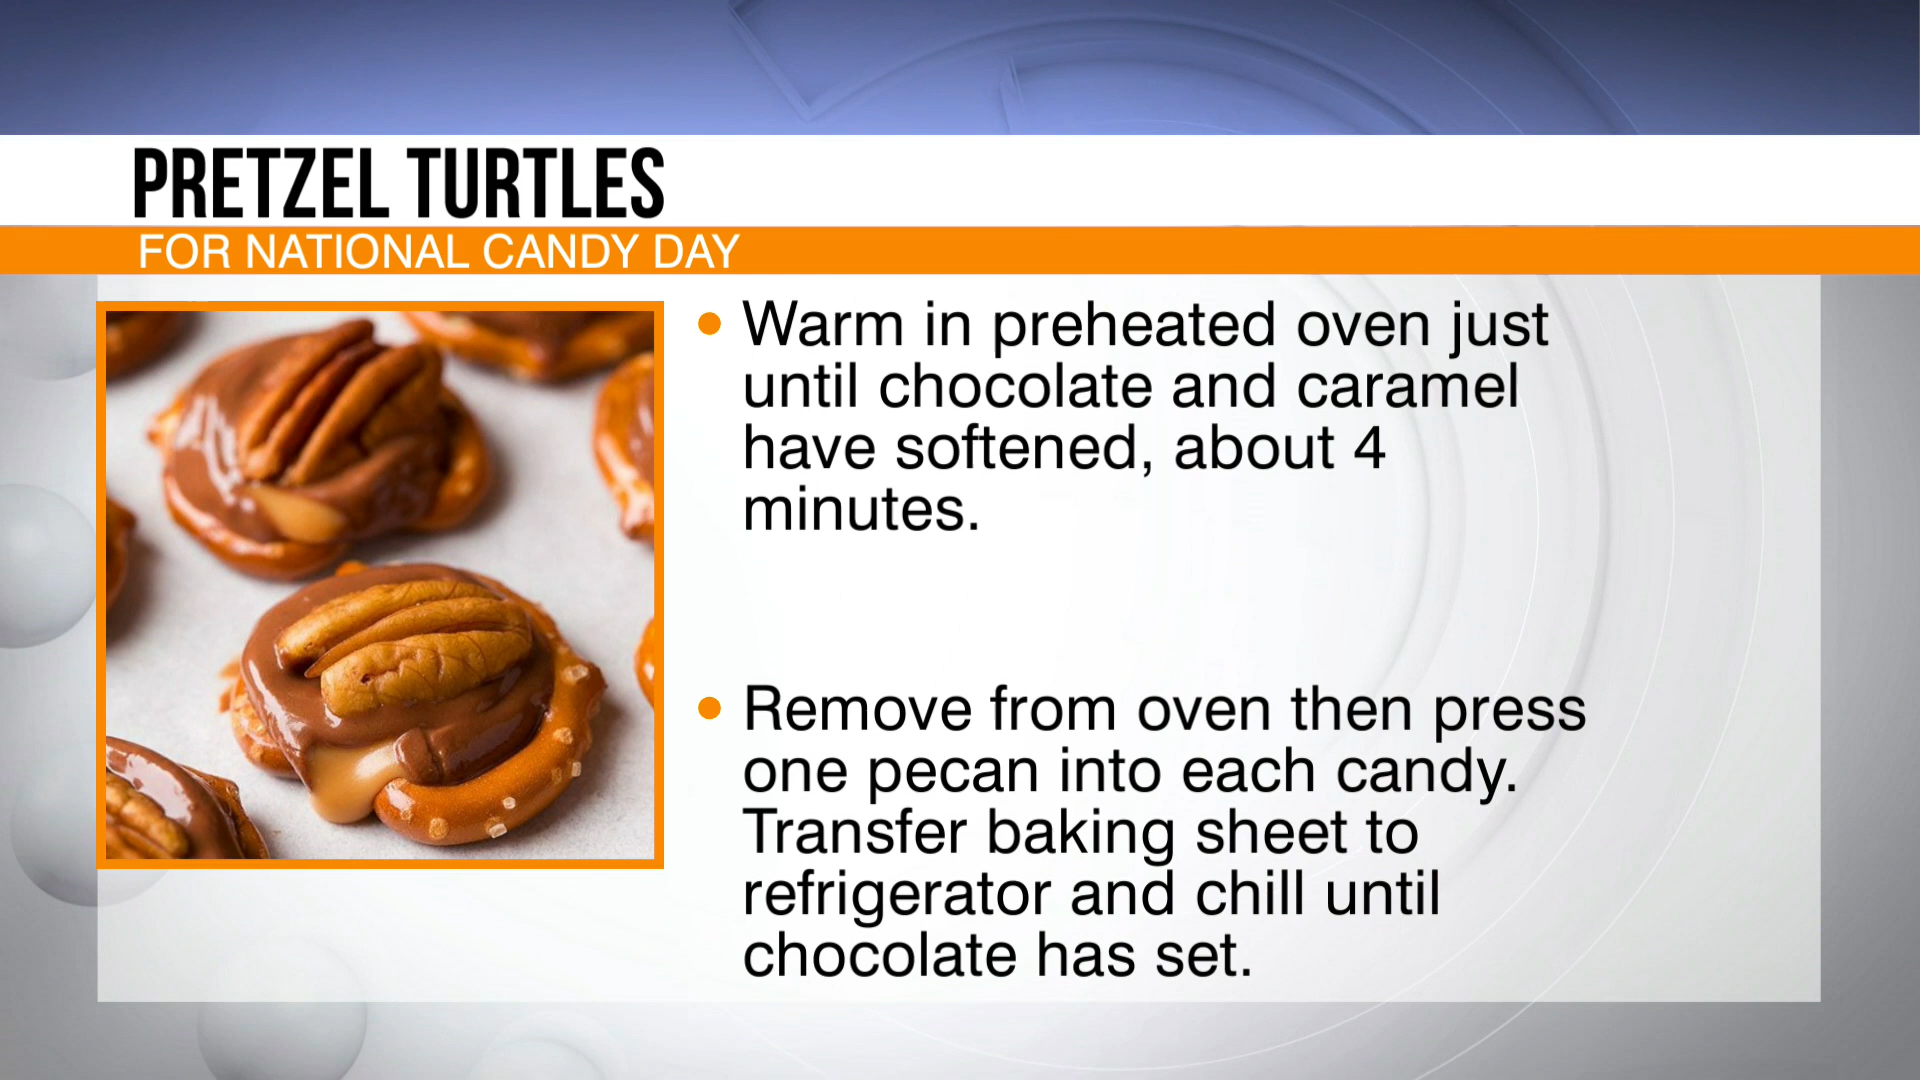 PRETZEL TURTLES
FOR NATIONAL CANDY DAY
• Warm in preheated oven just
until chocolate and caramel
have softened, about 4
minutes.
• Remove from oven then press
one pecan into each candy.
Transfer baking sheet to
refrigerator and chill until
chocolate has set.